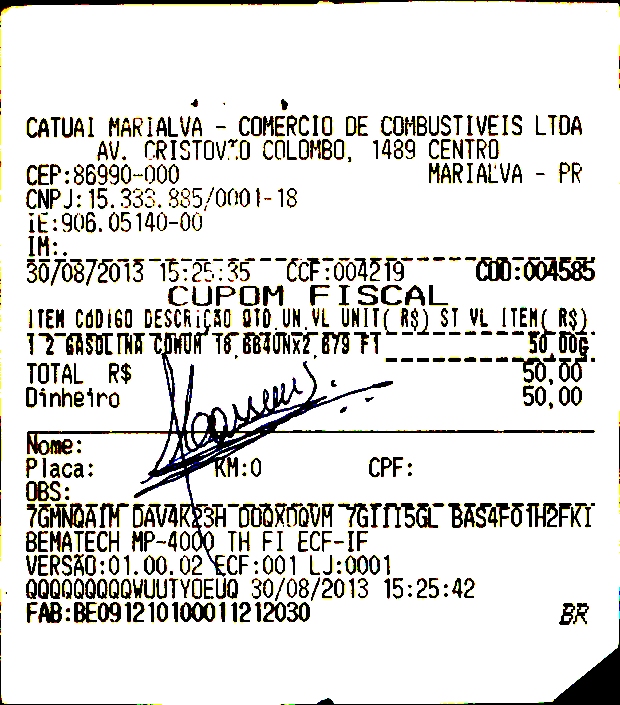 CATUAI MARIALVA - COMERCIO DE COMBUSTIVEIS LTDA
AV. CRISTOVÃO COLOMBO, 1489 CENTRO
CEP:86990-000 MARIALVA - PR
CNPJ:15.333.885/0001-18
IE:906.05140-00
IM:.
30/08/2013 15:25:35 CCF:004219 COO:004585
CUPOM FISCAL
ITEM CÓDIGO DESCRIÇÃO QTD.UN.VL UNIT( R$) ST VL ITEM( R$)
1 2 GASOLINA COMUM 18,664UNx2,679 F1 50,00G
TOTAL R$ 50,00
Dinheiro 50,00
Nome:
Placa: KM:0 CPF:
OBS:
7GMNQAIM DAV4K23H DDQXDQVM 7GIII5GL BAS4F01H2FKI
BEMATECH MP-4000 TH FI ECF-IF
VERSÃO:01.00.02 ECF:001 LJ:0001
QQQQQQQQQWUUTYOEUQ 30/08/2013 15:25:42
FAB:BE091210100011212030 BR